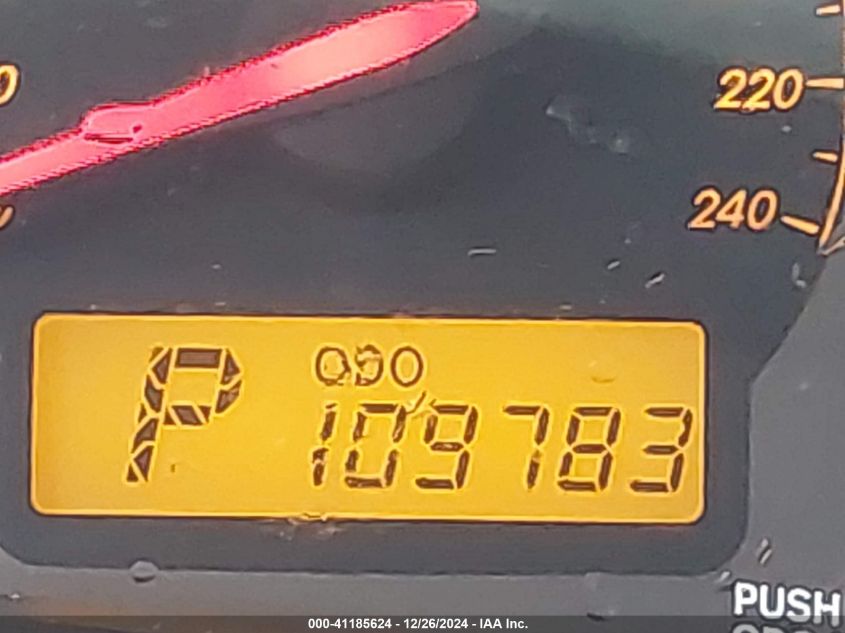 220
240
ODO
P 109783
PUSH
000-41185624 - 12/26/2024 - IAA Inc.